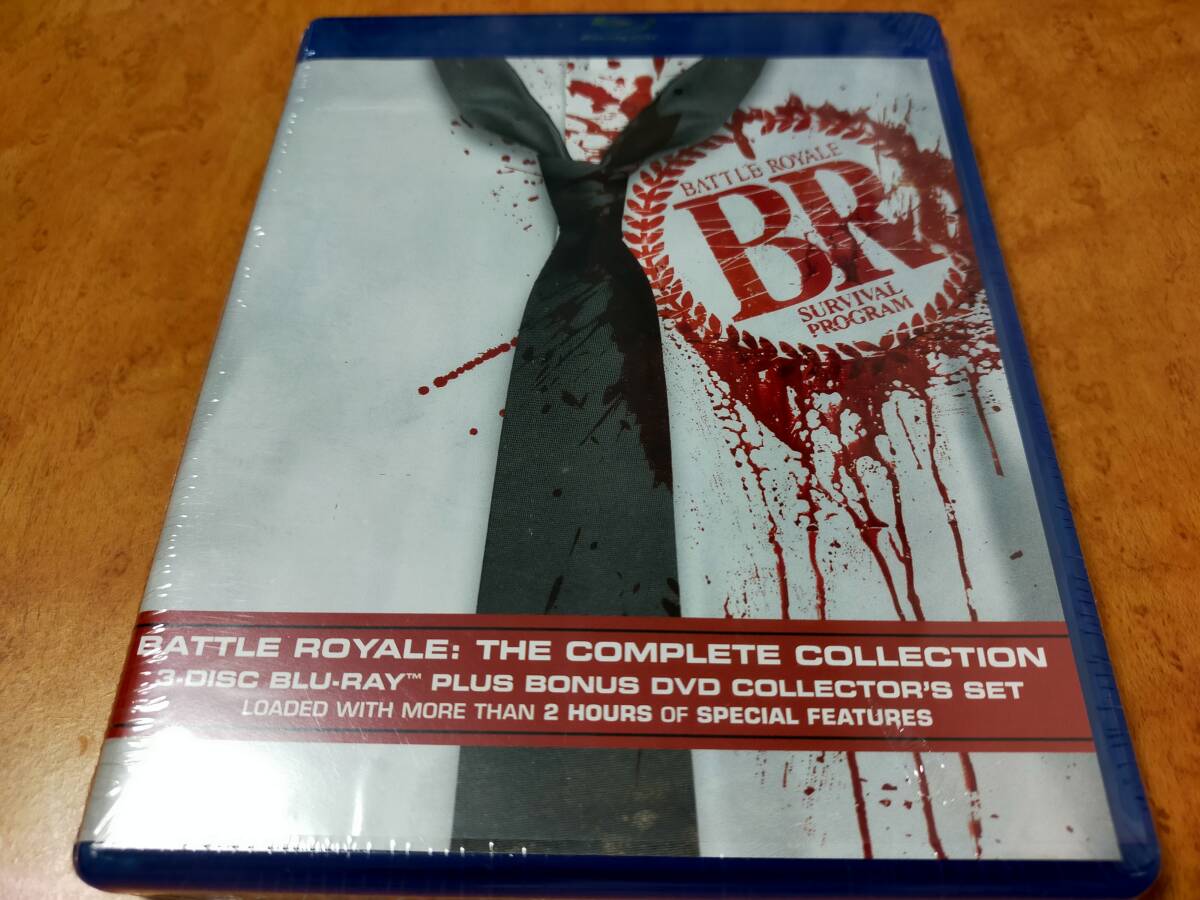 BATTLE ROYALE
BR
SURVIVAL
PROGRAM
BATTLE ROYALE: THE COMPLETE COLLECTION
3-DISC BLU-RAY™ PLUS BONUS DVD COLLECTOR'S SET
LOADED WITH MORE THAN 2 HOURS OF SPECIAL FEATURES